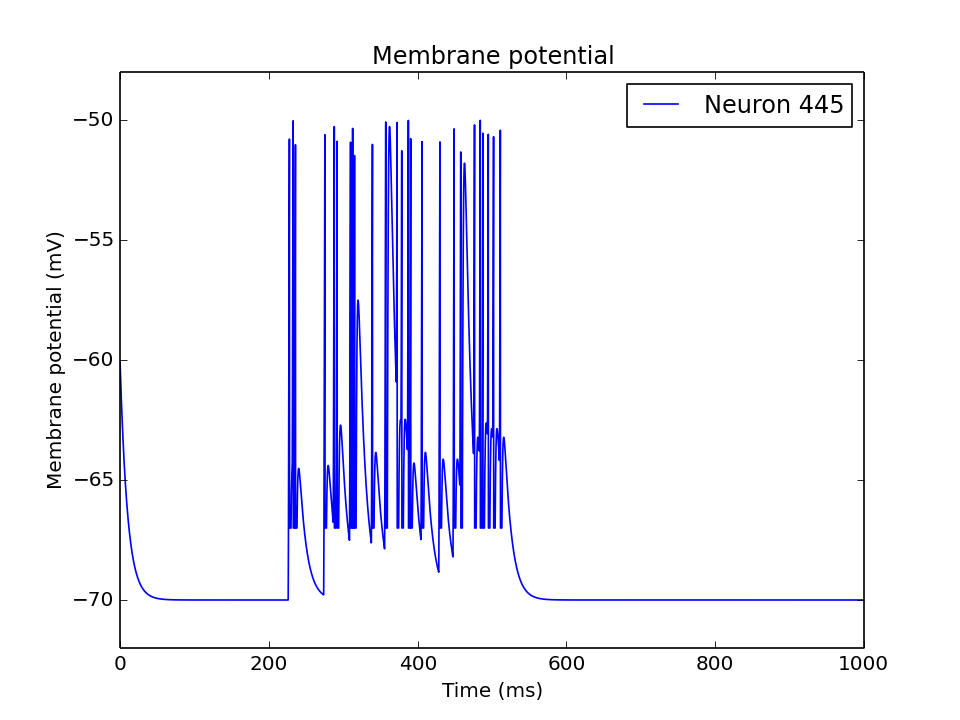 Membrane potential
Neuron 445
Membrane potential (mV)
−50
−55
−60
−65
−70
0 200 400 600 800 1000
Time (ms)